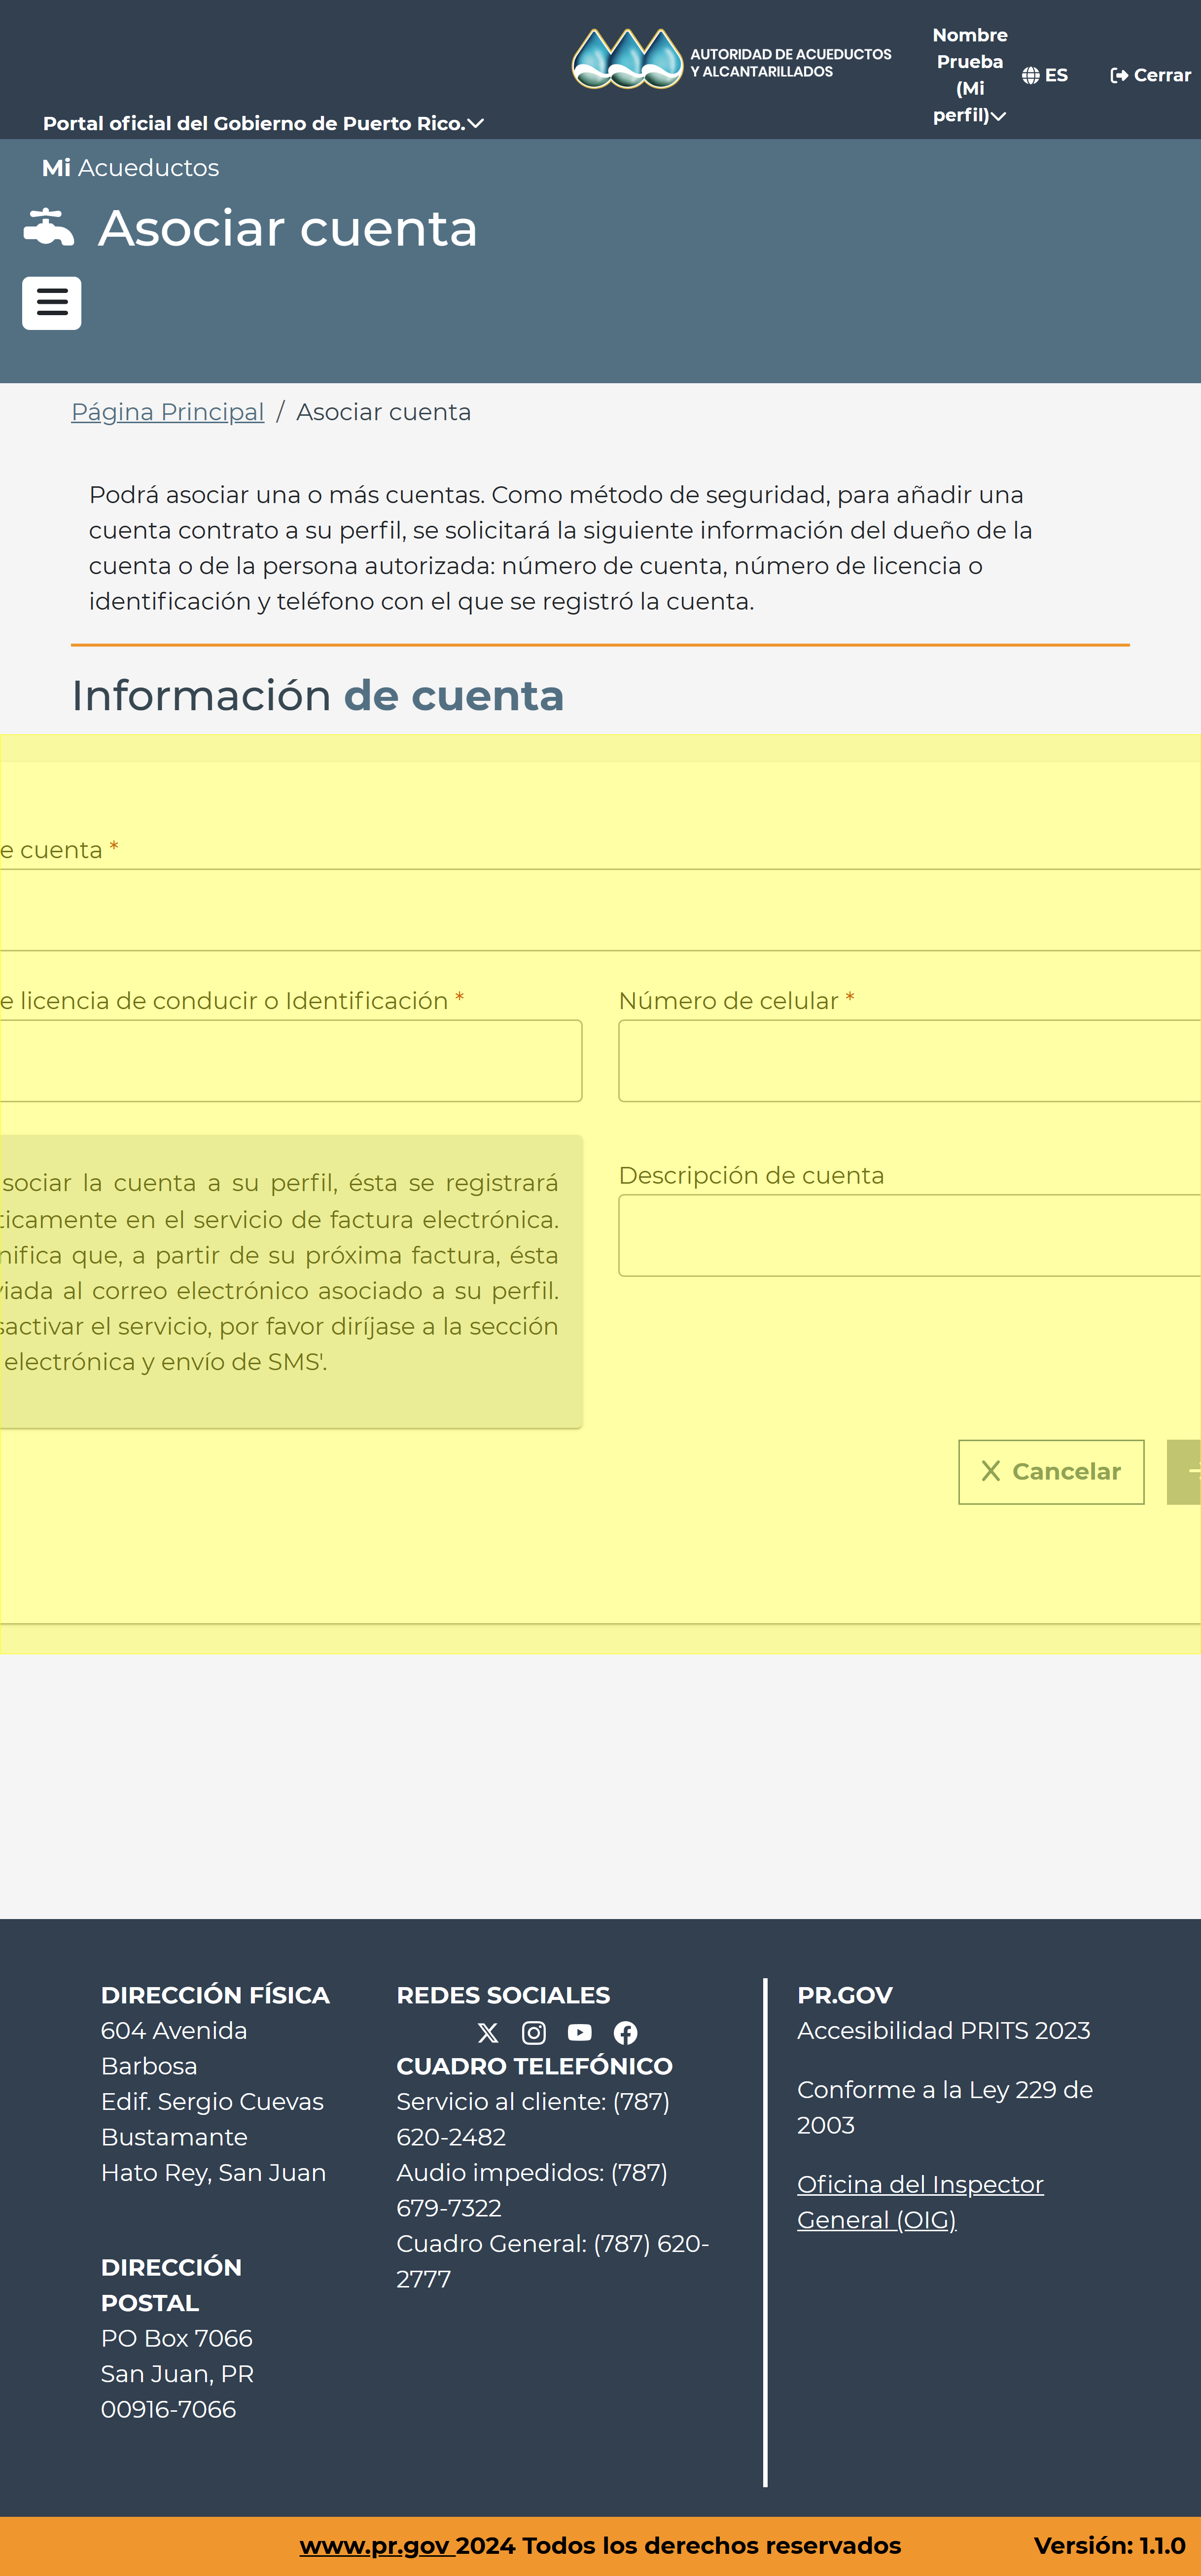 AUTORIDAD DE ACUEDUCTOS
Y ALCANTARILLADOS
Nombre
Prueba
(Mi
perfil)
ES
Cerrar
Portal oficial del Gobierno de Puerto Rico.
Mi Acueductos
Asociar cuenta
Página Principal / Asociar cuenta
Podrá asociar una o más cuentas. Como método de seguridad, para añadir una
cuenta contrato a su perfil, se solicitará la siguiente información del dueño de la
cuenta o de la persona autorizada: número de cuenta, número de licencia o
identificación y teléfono con el que se registró la cuenta.
Información de cuenta
e cuenta *
e licencia de conducir o Identificación *
Número de celular *
sociar la cuenta a su perfil, ésta se registrará
ticamente en el servicio de factura electrónica.
nifica que, a partir de su próxima factura, ésta
viada al correo electrónico asociado a su perfil.
sactivar el servicio, por favor diríjase a la sección
electrónica y envío de SMS'.
Descripción de cuenta
Cancelar
DIRECCIÓN FÍSICA
604 Avenida
Barbosa
Edif. Sergio Cuevas
Bustamante
Hato Rey, San Juan
DIRECCIÓN
POSTAL
PO Box 7066
San Juan, PR
00916-7066
REDES SOCIALES
CUADRO TELEFÓNICO
Servicio al cliente: (787)
620-2482
Audio impedidos: (787)
679-7322
Cuadro General: (787) 620-
2777
PR.GOV
Accesibilidad PRITS 2023
Conforme a la Ley 229 de
2003
Oficina del Inspector
General (OIG)
www.pr.gov 2024 Todos los derechos reservados
Versión: 1.1.0